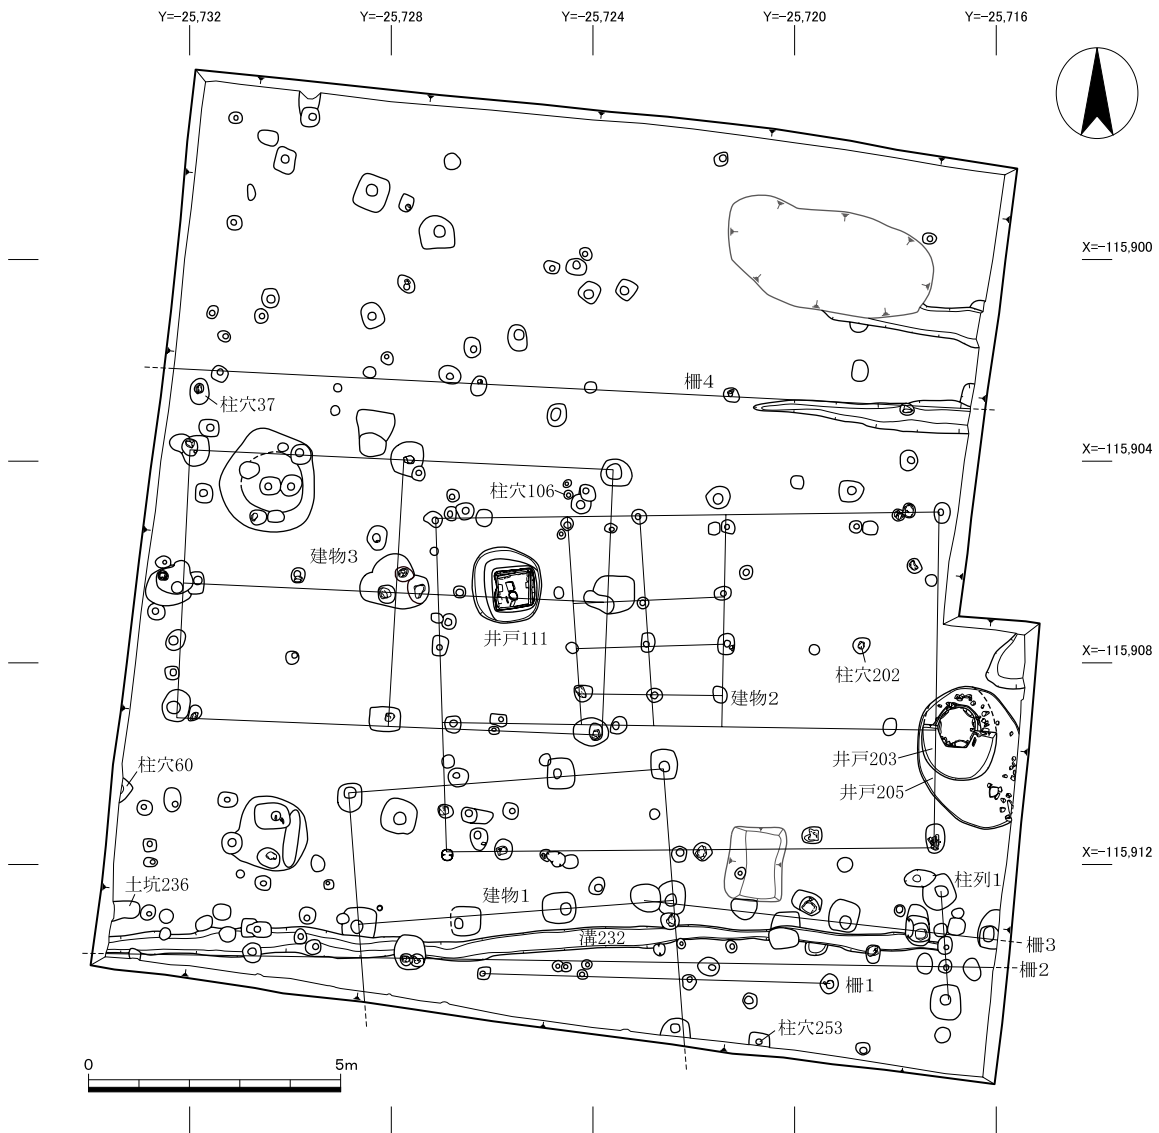 Y=-25,732 Y=-25,728 Y=-25,724 Y=-25,720 Y=-25,716
X=-115,900
柵4
柱穴37
X=-115,904
柱穴106
建物3
井戸111
X=-115,908
柱穴202
建物2
井戸203
柱穴60
井戸205
X=-115,912
土坑236
柱列1
建物1
溝232
柵3
柵2
柵1
柱穴253
0 5m